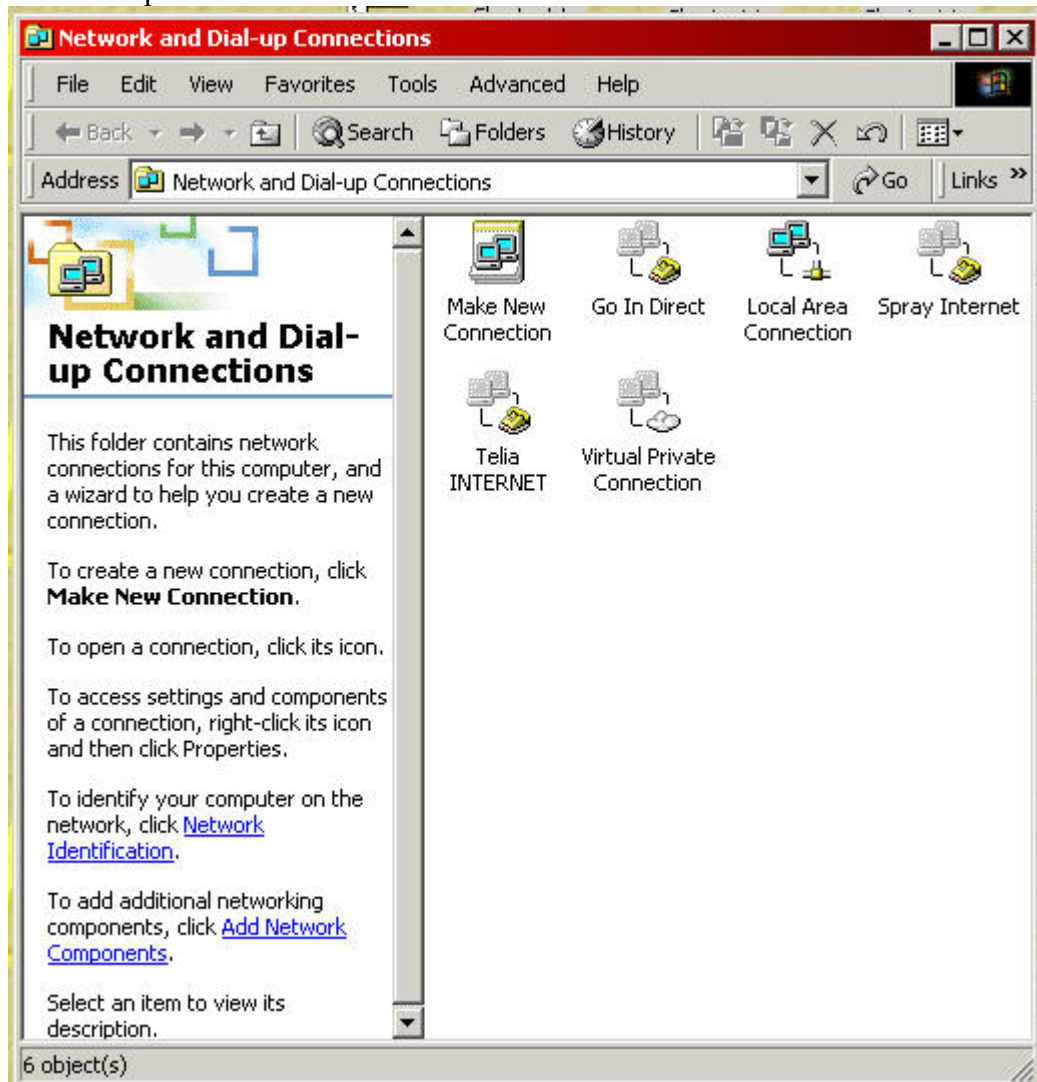 Network and Dial-up Connections
File Edit View Favorites Tools Advanced Help
Back Search Folders History
Address Network and Dial-up Connections Go Links »
Network and Dial-
up Connections
This folder contains network
connections for this computer, and
a wizard to help you create a new
connection.
To create a new connection, click
Make New Connection.
To open a connection, click its icon.
To access settings and components
of a connection, right-click its icon
and then click Properties.
To identify your computer on the
network, click Network
Identification.
To add additional networking
components, click Add Network
Components.
Select an item to view its
description.
Make New
Connection
Go In Direct
Local Area
Connection
Spray Internet
Telia
INTERNET
Virtual Private
Connection
6 object(s)